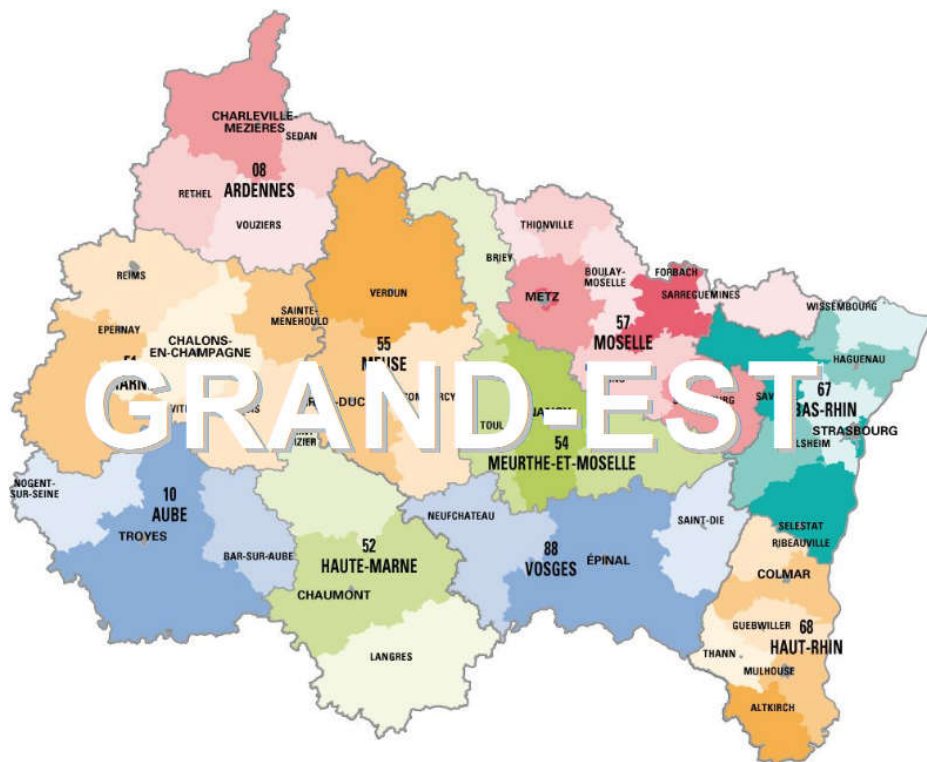 CHARLEVILLE-
MEZIÈRES
SEDAN
08
ARDENNES
RETHEL
VOUZIERS
THIONVILLE
BRIEY
BOULAY-
MOSELLE
FORBACH
SARREGUEMINES
METZ
57
MOSELLE
WISSEMBOURG
HAGUENAU
REIMS
VERDUN
SAINTE-
MENEHOULD
EPERNAY
CHALONS-
EN-CHAMPAGNE
55
MEUSE
GRAND-EST
67
BAS-RHIN
STRASBOURG
TOUL
54
MEURTHE-ET-MOSELLE
NOGENT-
SUR-SEINE
10
AUBE
TROYES
BAR-SUR-AUBE
52
HAUTE-MARNE
CHAUMONT
LANGRES
NEUFCHATEAU
88
VOSGES
ÉPINAL
SAINT-DIE
SELESTAT
RIBEAUVILLE
COLMAR
GUEBWILLER
68
HAUT-RHIN
THANN
MULHOUSE
ALTKIRCH